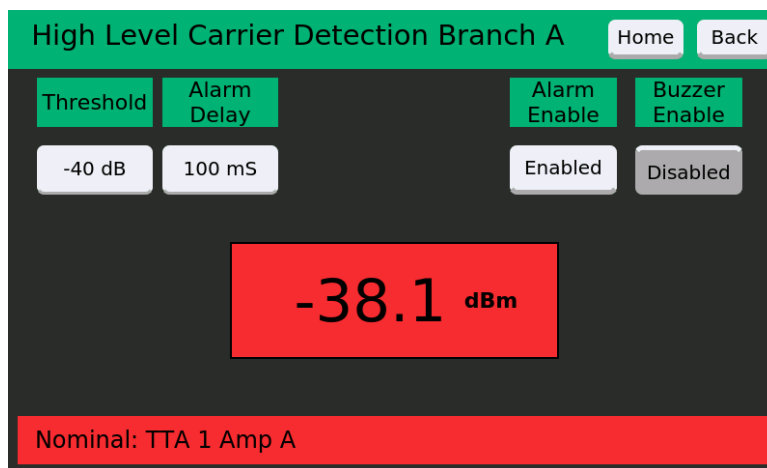 High Level Carrier Detection Branch A
Home
Back
Threshold
Alarm
Delay
Alarm
Enable
Buzzer
Enable
-40 dB
100 mS
Enabled
Disabled
-38.1 dBm
Nominal: TTA 1 Amp A